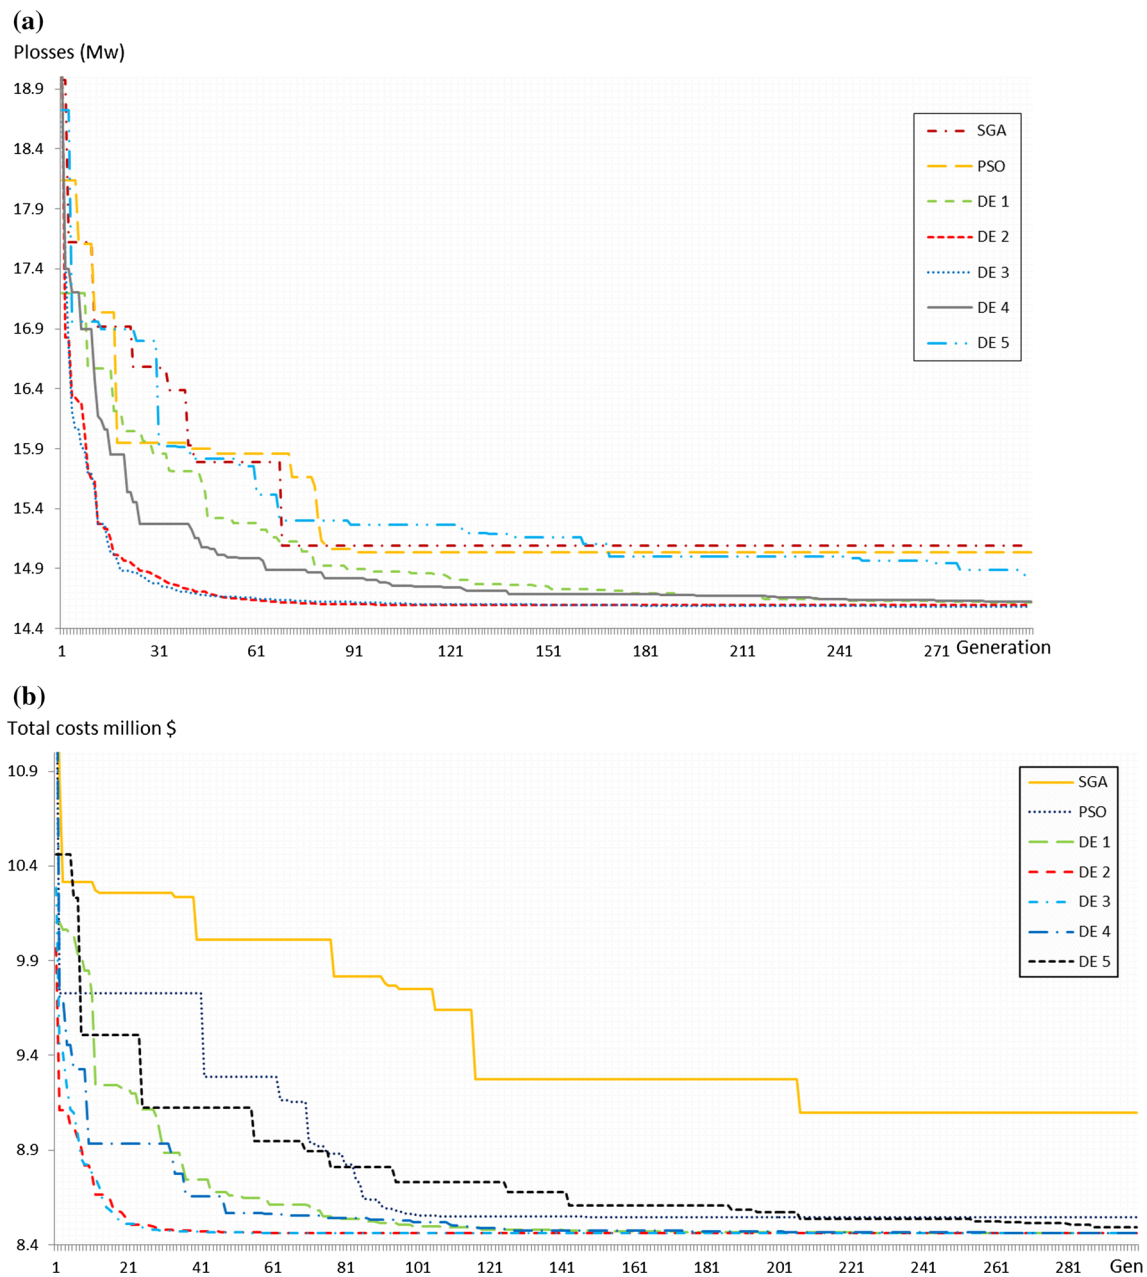 (a)
Plosses (Mw)
18.9
18.4
17.9
17.4
16.9
16.4
15.9
15.4
14.9
14.4
1 31 61 91 121 151 181 211 241 271 Generation
SGA
PSO
DE 1
DE 2
DE 3
DE 4
DE 5
(b)
Total costs million $
10.9
10.4
9.9
9.4
8.9
8.4
1 21 41 61 81 101 121 141 161 181 201 221 241 261 281 Gen
SGA
PSO
DE 1
DE 2
DE 3
DE 4
DE 5